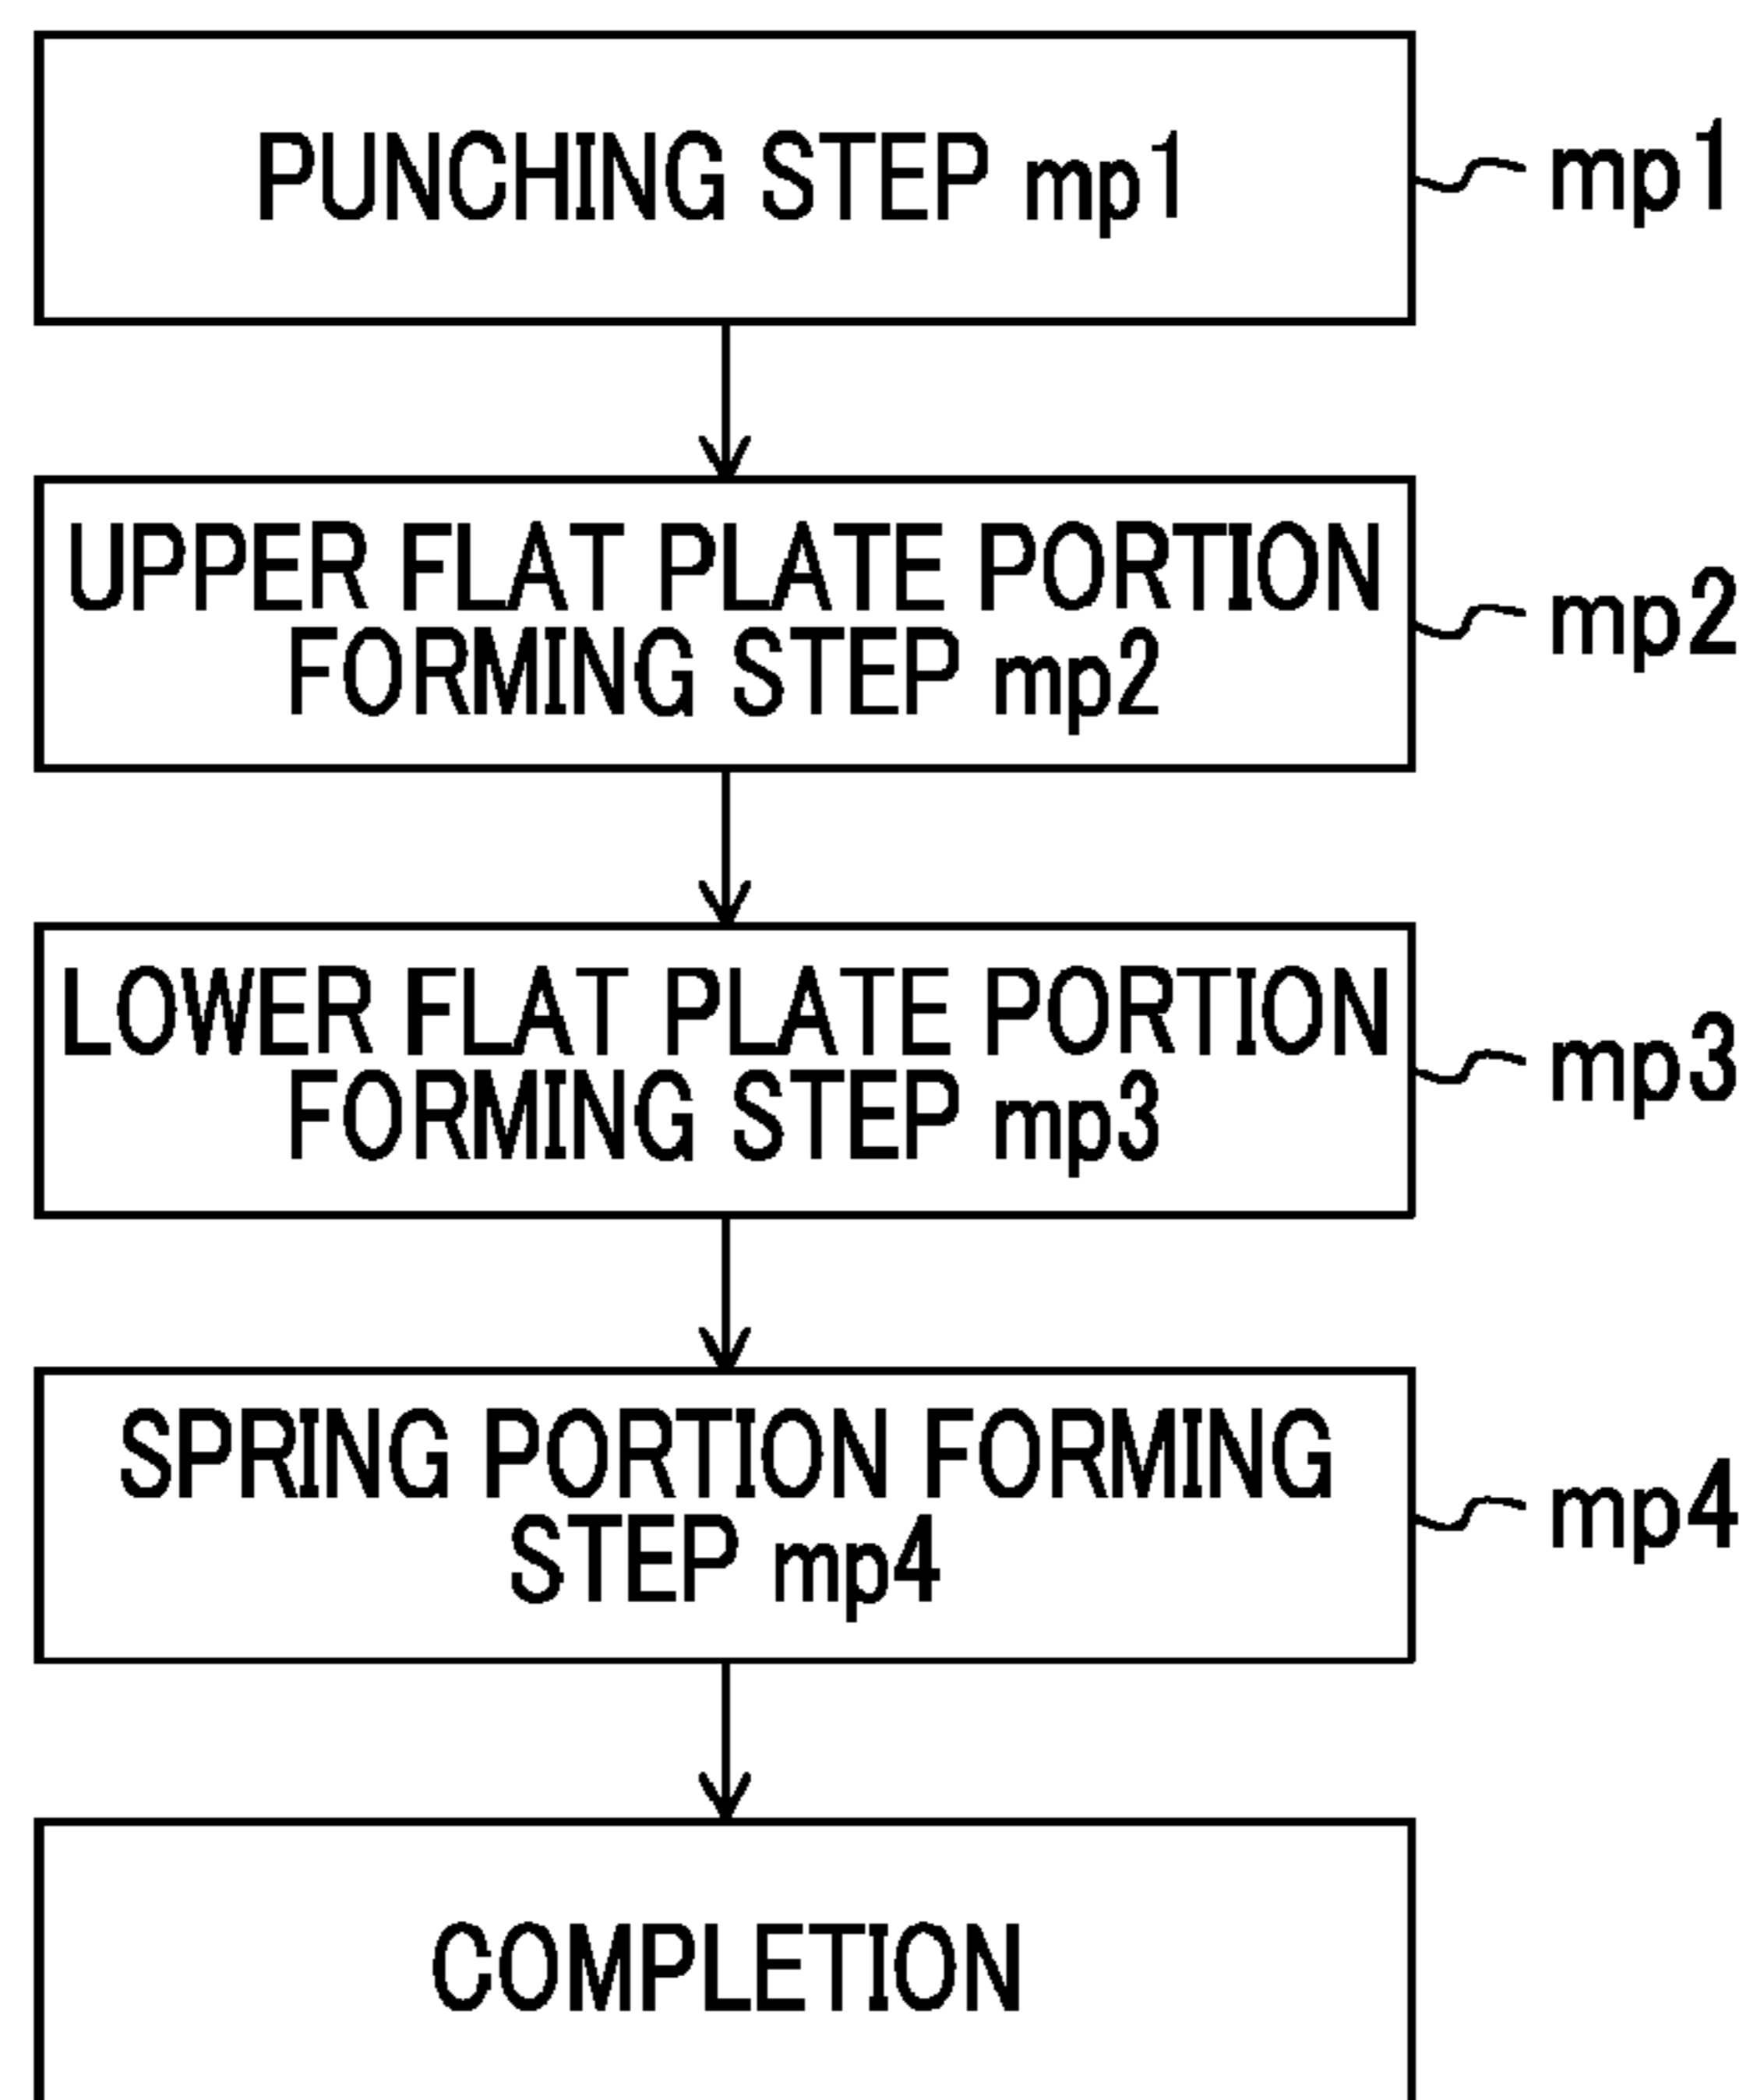 PUNCHING STEP mp1
mp1
UPPER FLAT PLATE PORTION
FORMING STEP mp2
mp2
LOWER FLAT PLATE PORTION
FORMING STEP mp3
mp3
SPRING PORTION FORMING
STEP mp4
mp4
COMPLETION